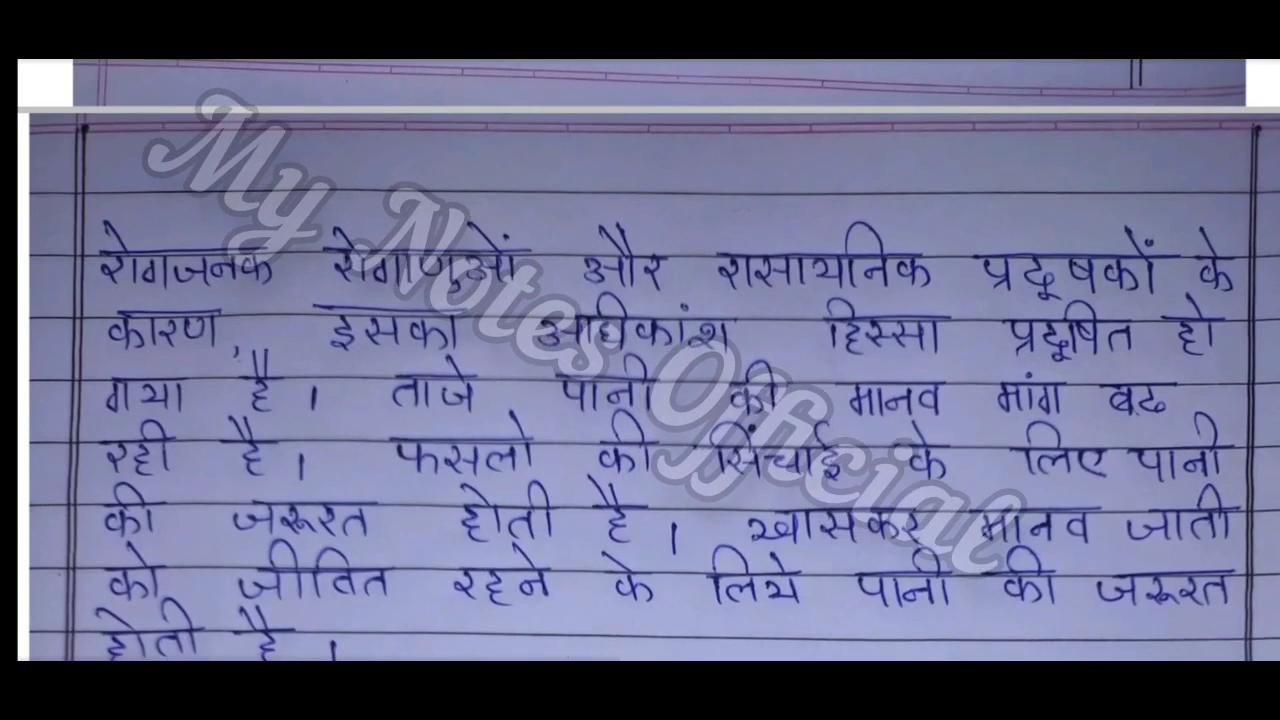 रोगजनक रोगाणुओं और रासायनिक प्रदूषकों के
कारण, इसका अधिकांश हिस्सा प्रदूषित हो
गया है। ताजे पानी की मानव मांग बढ
रही है। फसलो की सिंचाई के लिए पानी
की जरूरत होती है। खासकर मानव जाती
को जीवित रहने के लिये पानी की जरूरत
होती है।
My Notes Official